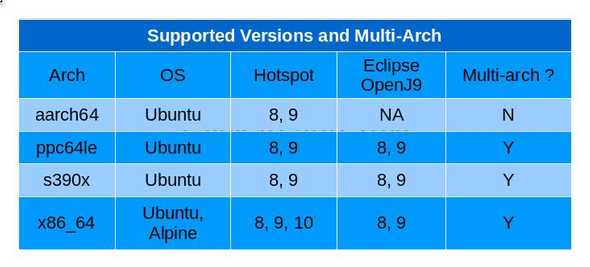 Supported Versions and Multi-Arch
Arch OS Hotspot Eclipse OpenJ9 Multi-arch ?
aarch64 Ubuntu 8, 9 NA N
ppc64le Ubuntu 8, 9 8, 9 Y
s390x Ubuntu 8, 9 8, 9 Y
x86_64 Ubuntu, Alpine 8, 9, 10 8, 9 Y